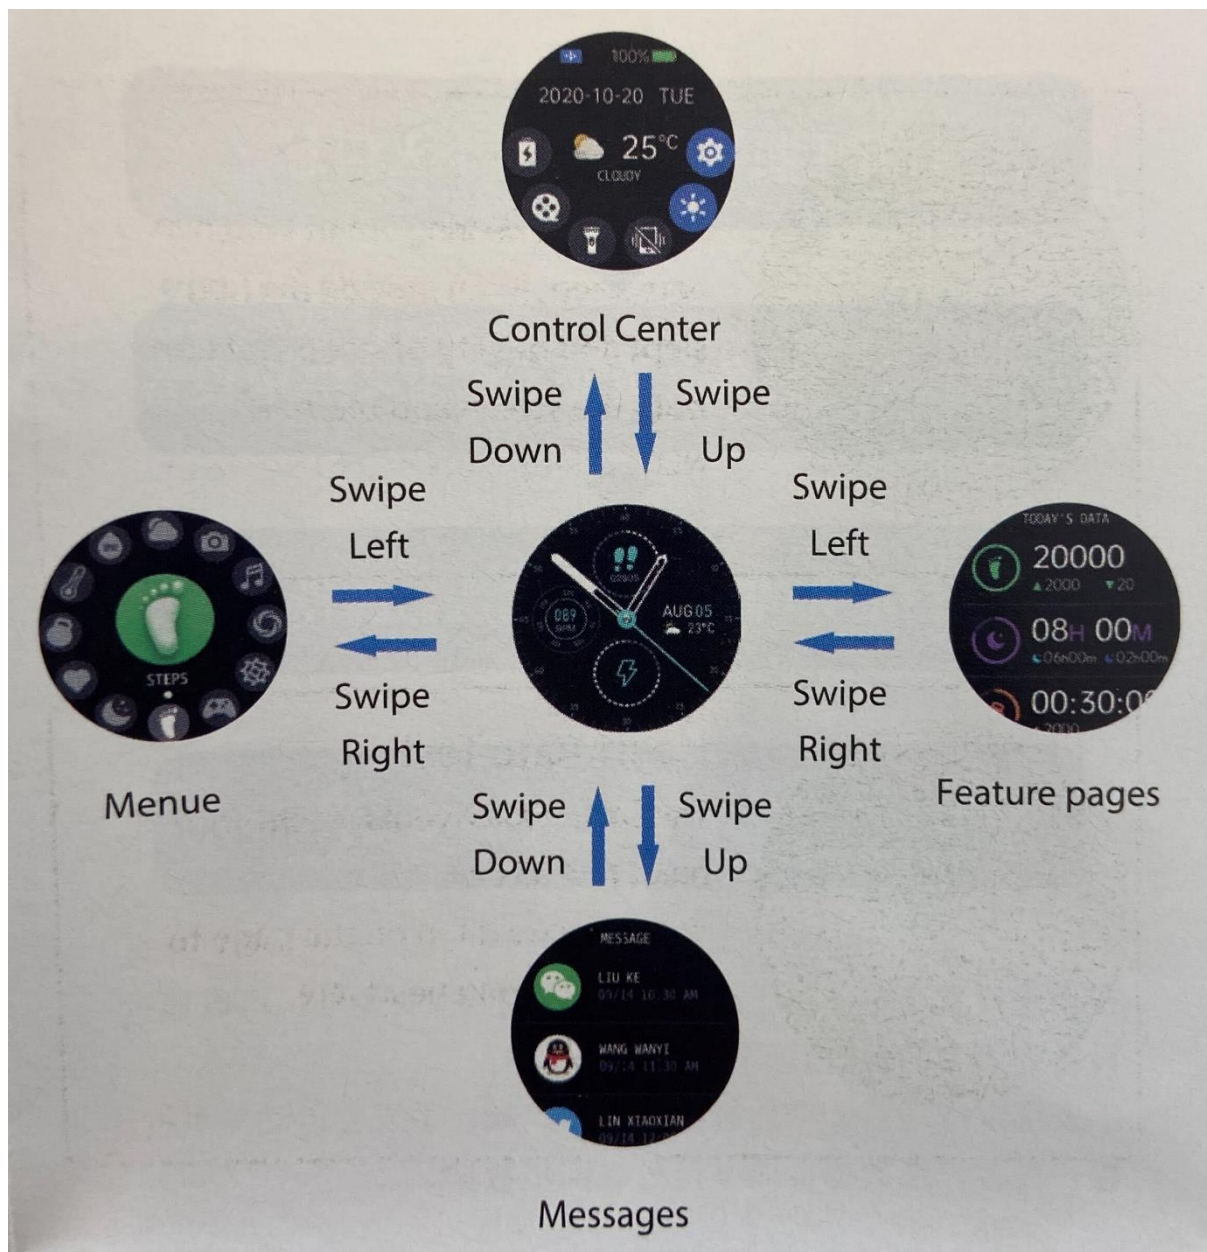 100%
2020-10-20 TUE
25°C
CLOUDY
Control Center
Swipe
Down
Swipe
Up
Swipe
Left
Swipe
Left
STEPS
Menue
089
BPM
AUG 05
23°C
TODAY'S DATA
20000
▲2000 ▼20
08H 00M
06h00m 02h00m
00:30:0
2000
Feature pages
Swipe
Right
Swipe
Right
Swipe
Down
Swipe
Up
MESSAGE
LIU KE
09/14 10:30 AM
WANG WANYI
09/14 11:30 AM
LIN XIAOXIAN
Messages